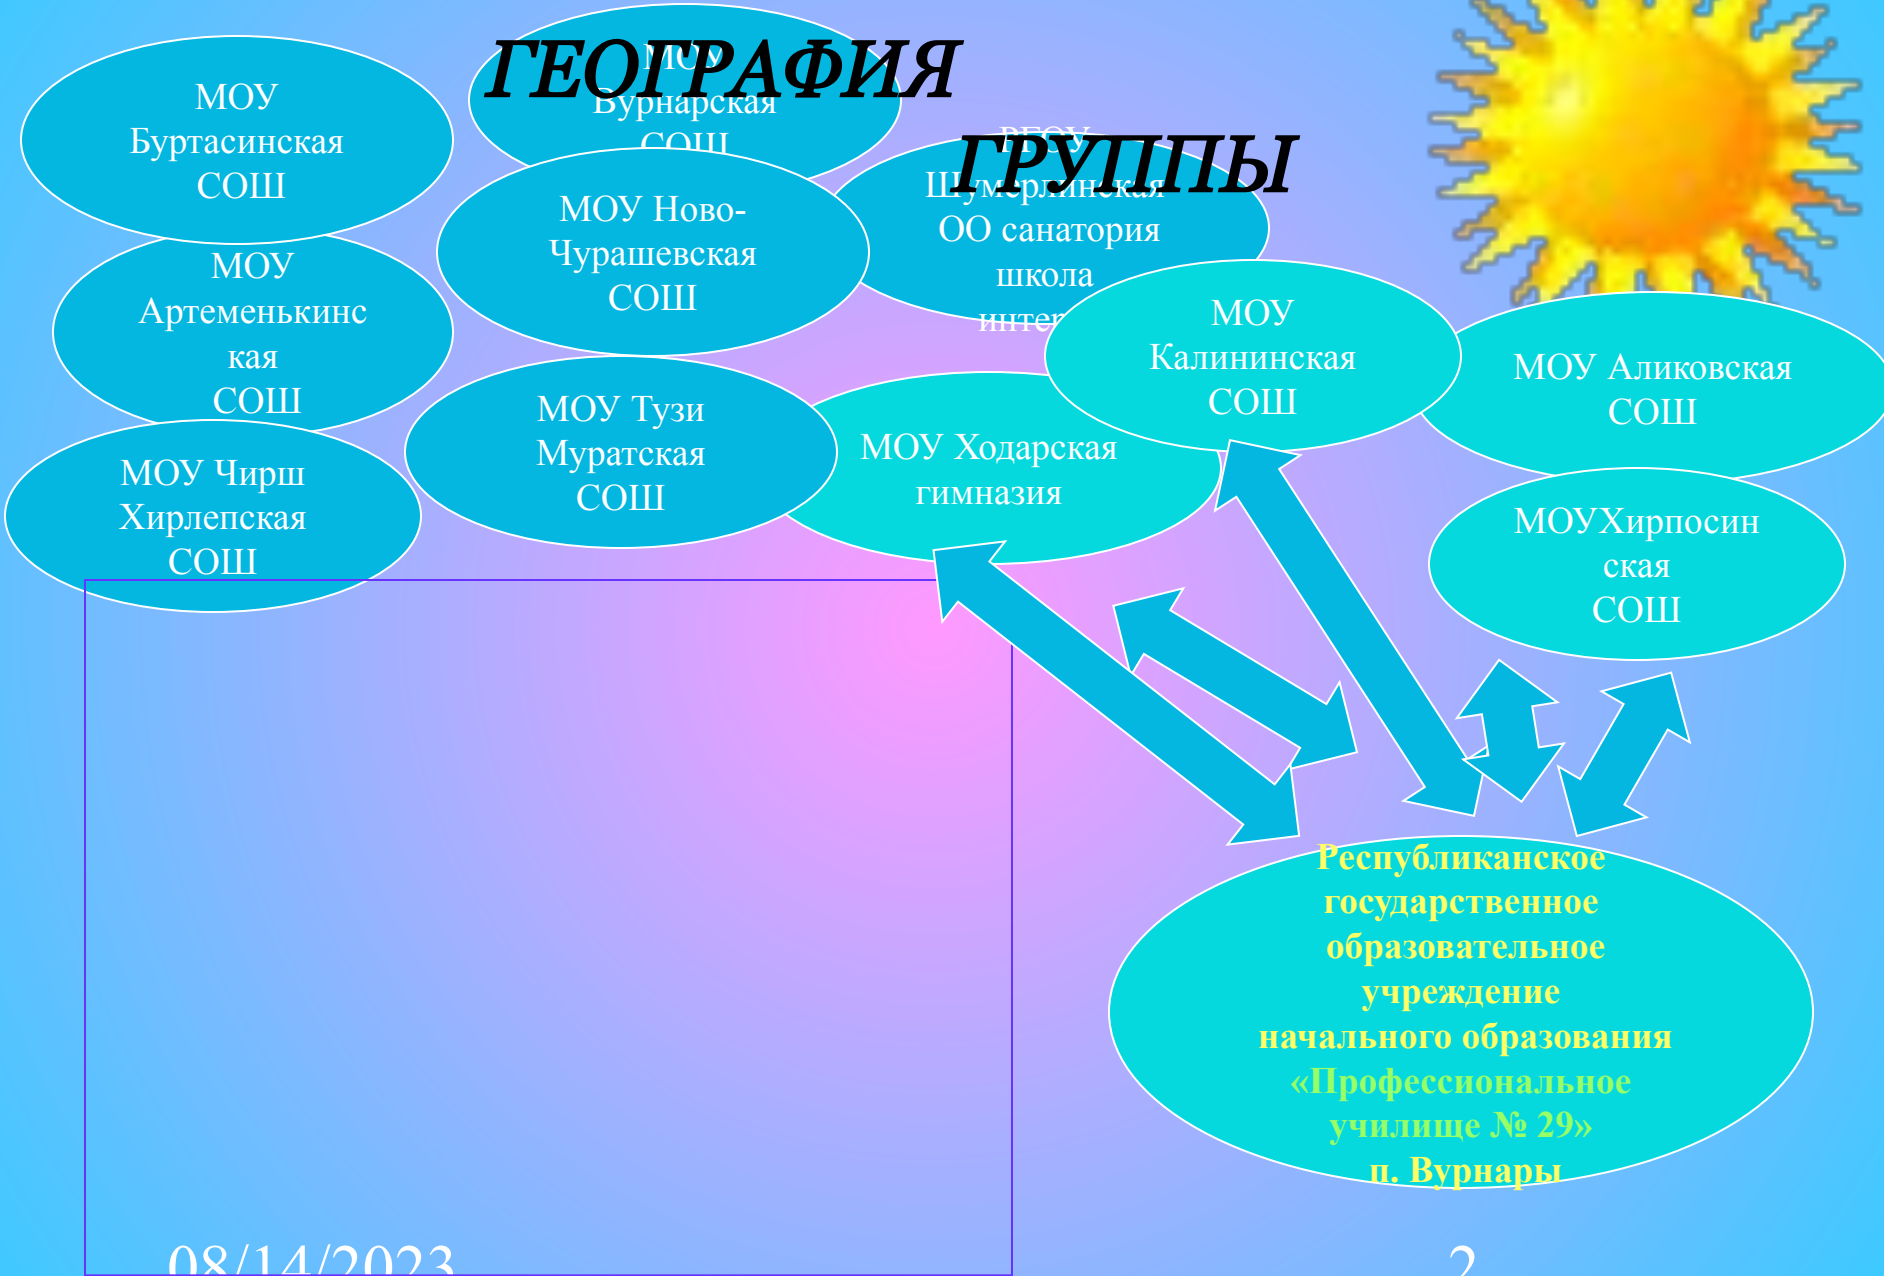 ГЕОГРАФИЯ
ГРУППЫ
МОУ
Буртасинская
СОШ
МОУ
Вурнарская
СОШ
МОУ Ново-
Чурашевская
СОШ
Шумерлинская
ОО санатория
школа
МОУ
Артеменькинс
кая
СОШ
МОУ
Калининская
СОШ
МОУ Аликовская
СОШ
МОУ Чирш
Хирлепская
СОШ
МОУ Тузи
Муратская
СОШ
МОУ Ходарская
гимназия
МОУХирпосин
ская
СОШ
Республиканское
государственное
образовательное
учреждение
начального образования
«Профессиональное
училище № 29»
п. Вурнары
08/14/2023
2